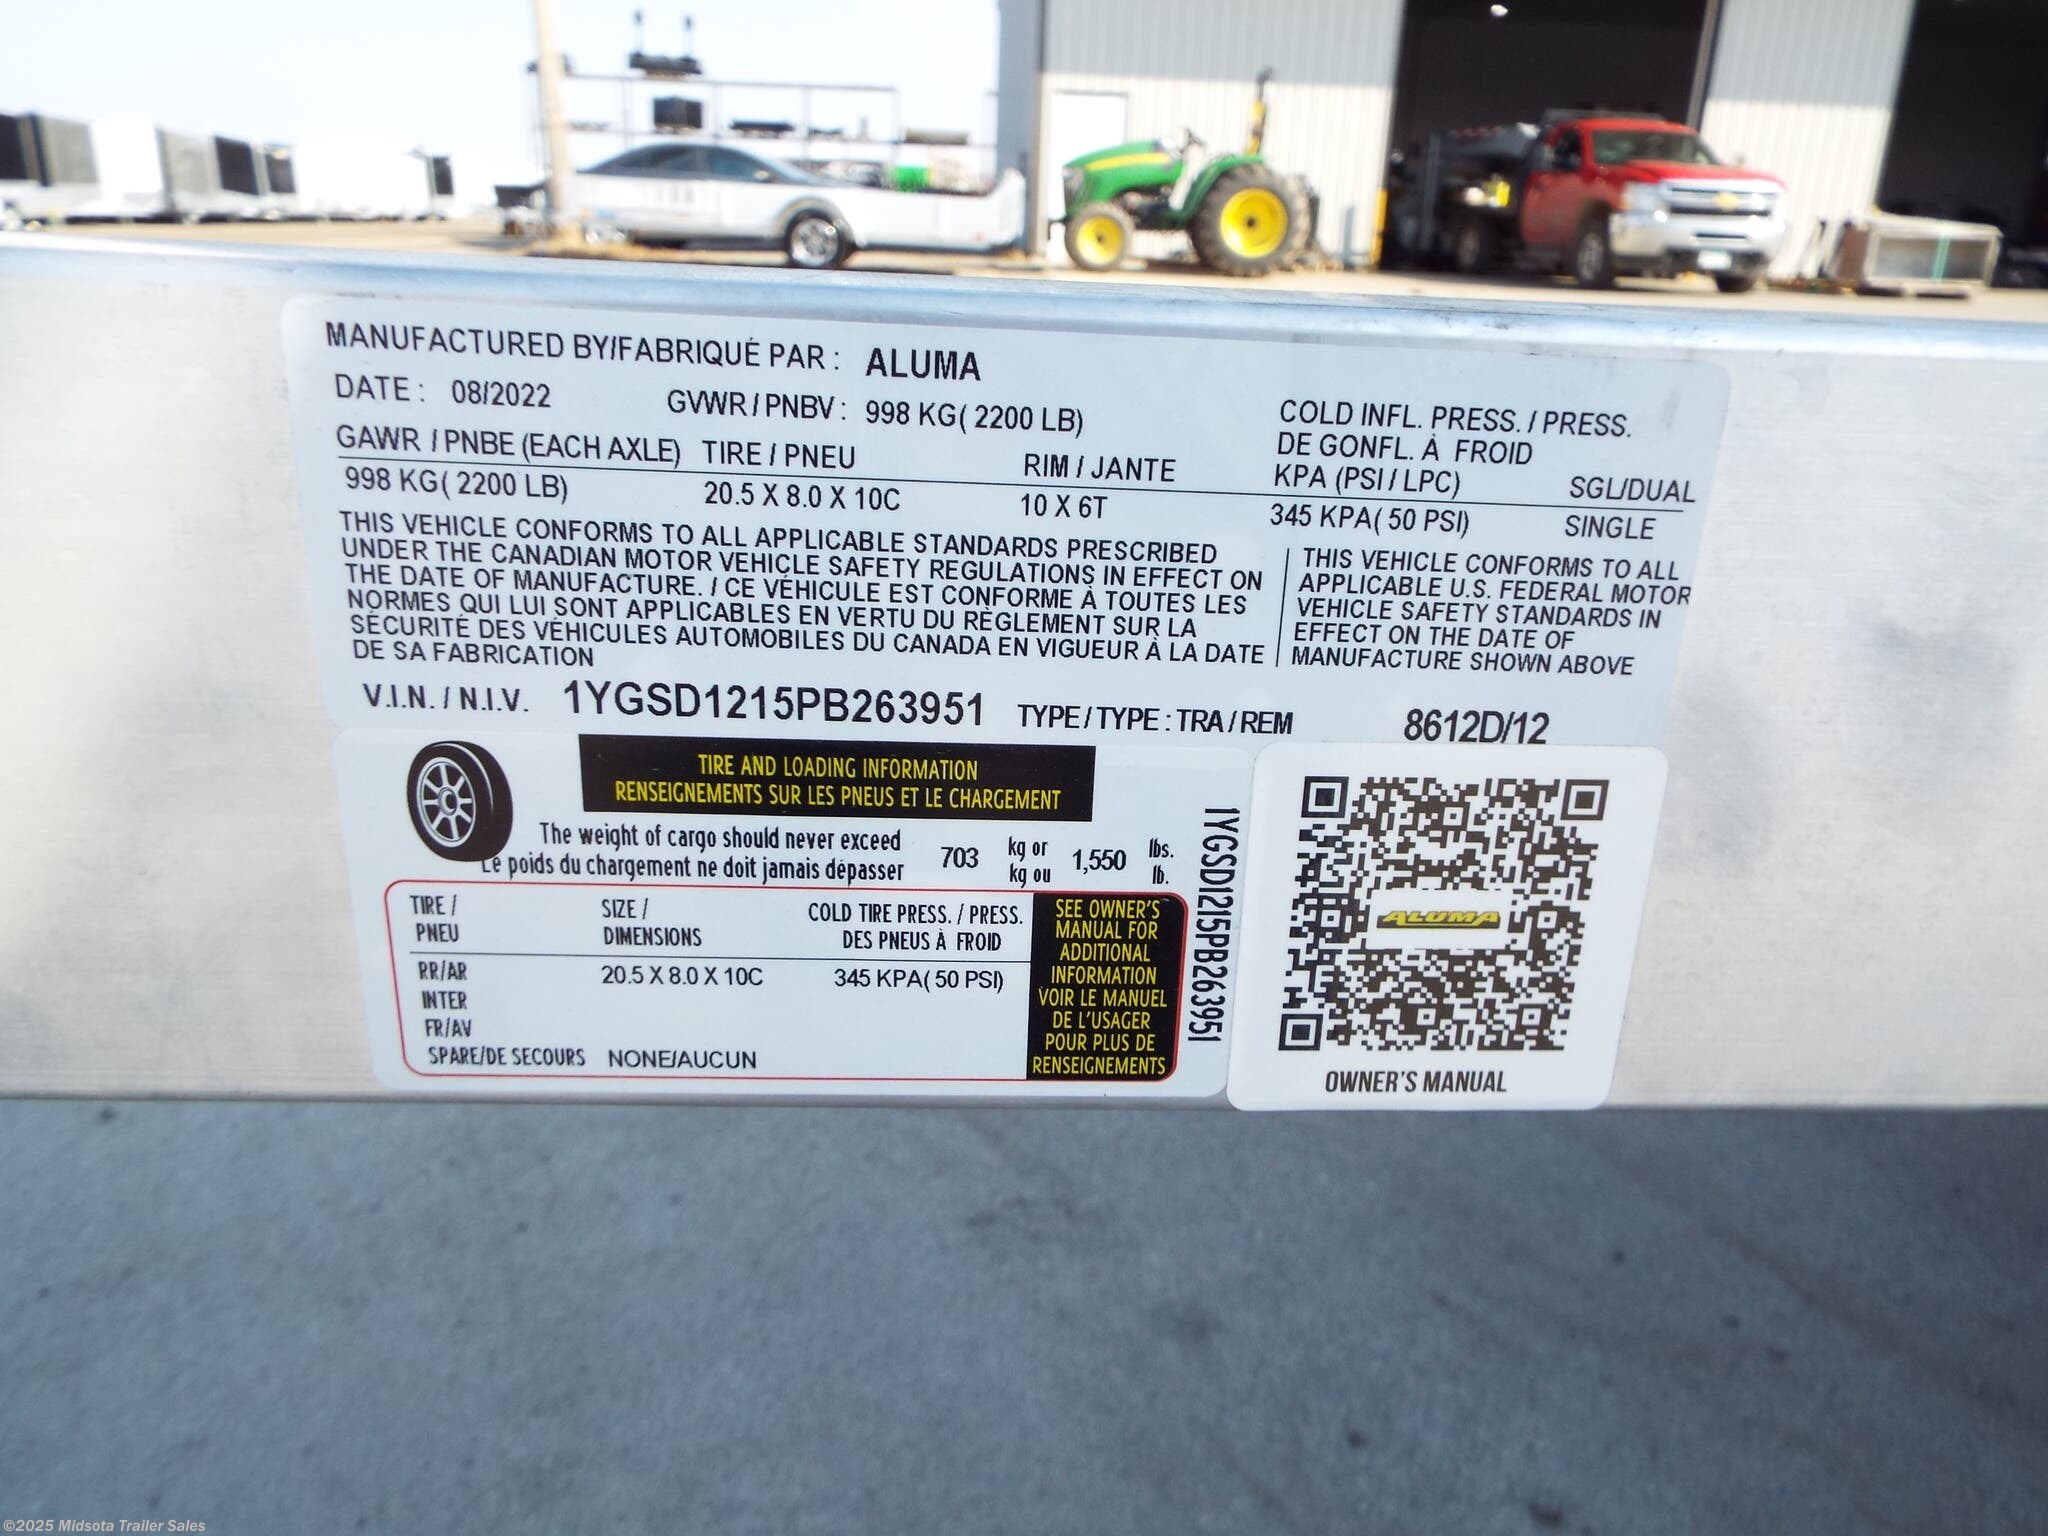 MANUFACTURED BY/FABRIQUÉ PAR : ALUMA
DATE : 08/2022 GVWR / PNBV : 998 KG( 2200 LB)
COLD INFL. PRESS. / PRESS.
DE GONFL. À FROID
GAWR / PNBE (EACH AXLE) TIRE / PNEU RIM / JANTE KPA (PSI / LPC) SGL/DUAL
998 KG( 2200 LB) 20.5 X 8.0 X 10C 10 X 6T 345 KPA( 50 PSI) SINGLE
THIS VEHICLE CONFORMS TO ALL APPLICABLE STANDARDS PRESCRIBED
UNDER THE CANADIAN MOTOR VEHICLE SAFETY REGULATIONS IN EFFECT ON
THE DATE OF MANUFACTURE. / CE VÉHICULE EST CONFORME À TOUTES LES
NORMES QUI LUI SONT APPLICABLES EN VERTU DU RÈGLEMENT SUR LA
SÉCURITÉ DES VÉHICULES AUTOMOBILES DU CANADA EN VIGUEUR À LA DATE
DE SA FABRICATION
THIS VEHICLE CONFORMS TO ALL
APPLICABLE U.S. FEDERAL MOTOR
VEHICLE SAFETY STANDARDS IN
EFFECT ON THE DATE OF
MANUFACTURE SHOWN ABOVE
V.I.N. / N.I.V. 1YGSD1215PB263951 TYPE / TYPE : TRA / REM 8612D/12
TIRE AND LOADING INFORMATION
RENSEIGNEMENTS SUR LES PNEUS ET LE CHARGEMENT
The weight of cargo should never exceed 703 kg or 1,550 lbs.
Le poids du chargement ne doit jamais dépasser kg ou lb.
TIRE / PNEU SIZE / DIMENSIONS COLD TIRE PRESS. / PRESS. DES PNEUS À FROID
RR/AR 20.5 X 8.0 X 10C 345 KPA( 50 PSI)
INTER
FR/AV
SPARE/DE SECOURS NONE/AUCUN
SEE OWNER'S
MANUAL FOR
ADDITIONAL
INFORMATION
VOIR LE MANUEL
DE L'USAGER
POUR PLUS DE
RENSEIGNEMENTS
1YGSD1215PB263951
ALUMA
OWNER'S MANUAL
©2025 Midsota Trailer Sales